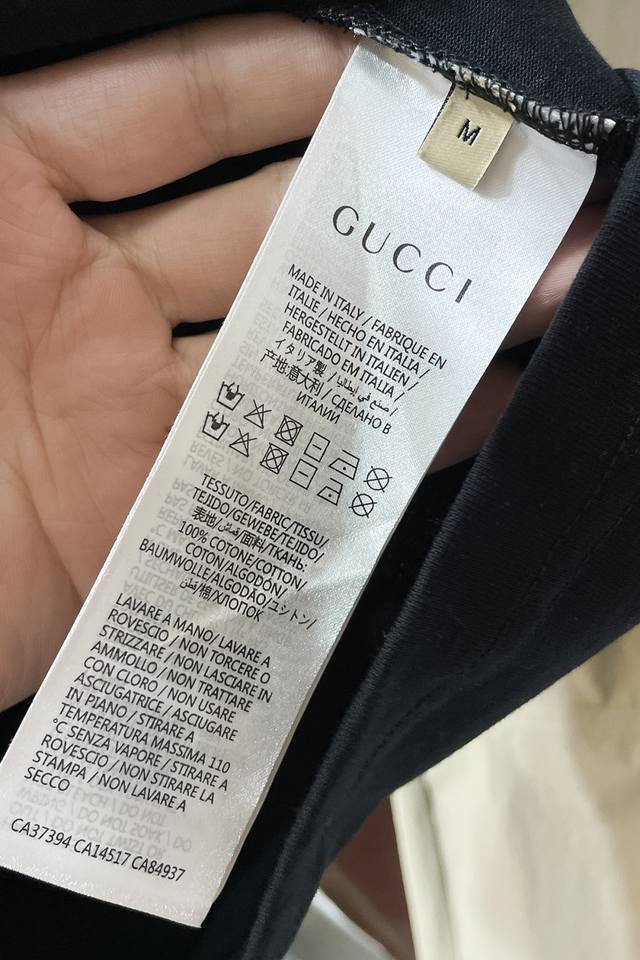 M
GUCCI
MADE IN ITALY / FABRIQUE EN
ITALIE / HECHO EN ITALIA /
HERGESTELLT IN ITALIEN /
FABRICADO EM ITALIA /
イタリア製 / صنع في إيطاليا /
产地:意大利 / СДЕЛАНО В
ИТАЛИИ
TESSUTO/FABRIC/TISSU/
TEJIDO/GEWEBE/TEJIDO/
表地/قماش/面料/ТКАНЬ:
100% COTONE/COTTON/
COTON/ALGODÓN/
BAUMWOLLE/ALGODÃO/ユシトン/
قطن/棉/ХЛОПОК
LAVARE A MANO/ LAVARE A
ROVESCIO / NON TORCERE O
STRIZZARE / NON LASCIARE IN
AMMOLLO / NON TRATTARE
CON CLORO / NON USARE
ASCIUGATRICE / ASCIUGARE
IN PIANO / STIRARE A
TEMPERATURA MASSIMA 110
°C SENZA VAPORE / STIRARE A
ROVESCIO / NON STIRARE LA
STAMPA / NON LAVARE A
SECCO
CA37394 CA14517 CA84937